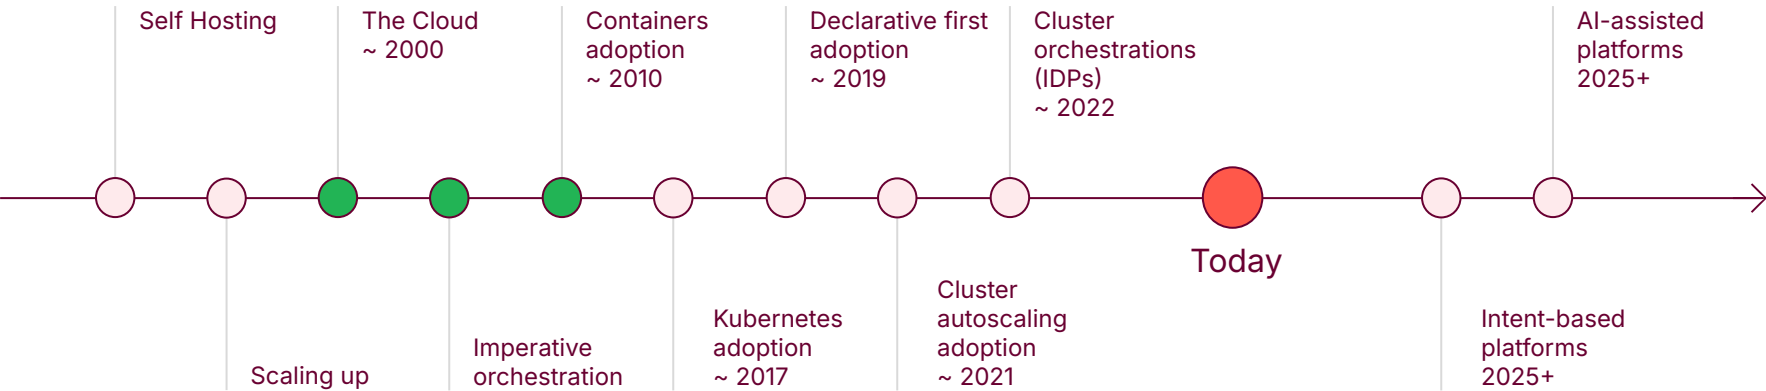 Self Hosting
The Cloud
~ 2000
Containers
adoption
~ 2010
Declarative first
adoption
~ 2019
Cluster
orchestrations
(IDPs)
~ 2022
AI-assisted
platforms
2025+
Today
Scaling up
Imperative
orchestration
Kubernetes
adoption
~ 2017
Cluster
autoscaling
adoption
~ 2021
Intent-based
platforms
2025+